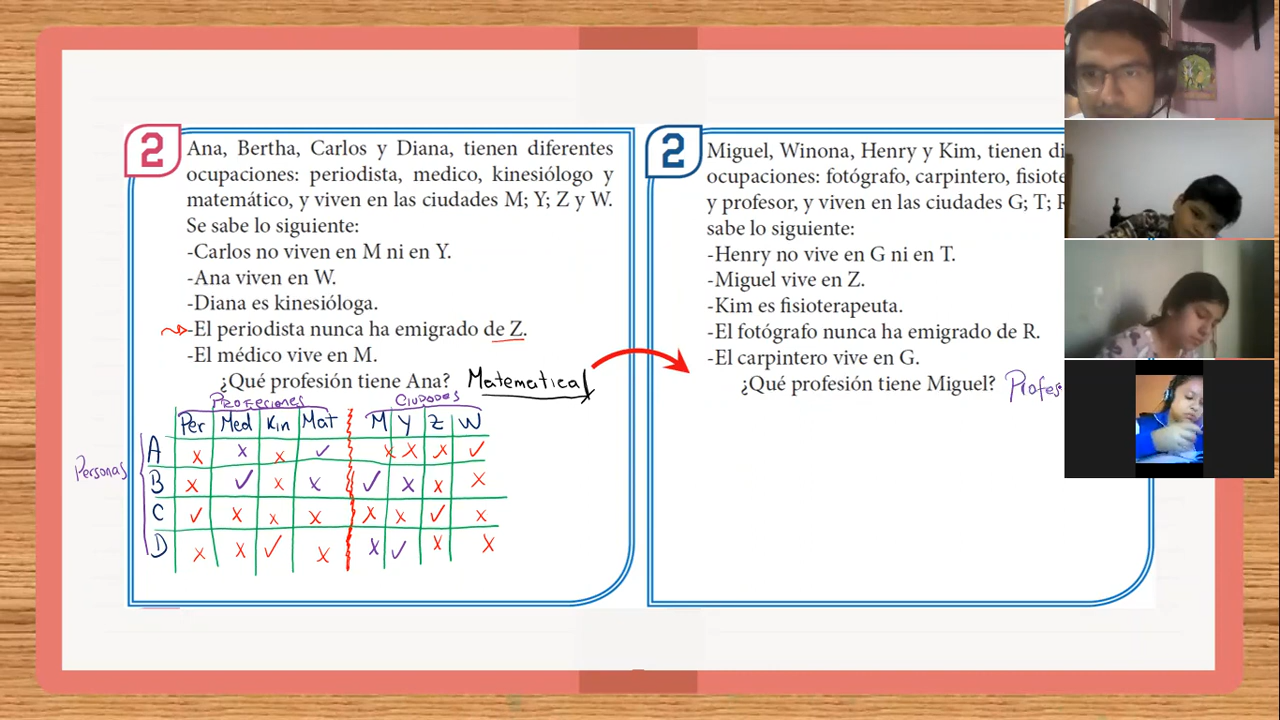 2
Ana, Bertha, Carlos y Diana, tienen diferentes
ocupaciones: periodista, medico, kinesiólogo y
matemático, y viven en las ciudades M; Y; Z y W.
Se sabe lo siguiente:
-Carlos no viven en M ni en Y.
-Ana viven en W.
-Diana es kinesióloga.
-El periodista nunca ha emigrado de Z.
-El médico vive en M.
¿Qué profesión tiene Ana? Matematica
Profeciones Ciudades
Per Med Kin Mat M Y Z W
Personas
A x x x ✓ x x x ✓
B x ✓ x x ✓ x x x
C ✓ x x x x x ✓ x
D x x ✓ x x ✓ x x
2
Miguel, Winona, Henry y Kim, tienen di
ocupaciones: fotógrafo, carpintero, fisiote
y profesor, y viven en las ciudades G; T;
sabe lo siguiente:
-Henry no vive en G ni en T.
-Miguel vive en Z.
-Kim es fisioterapeuta.
-El fotógrafo nunca ha emigrado de R.
-El carpintero vive en G.
¿Qué profesión tiene Miguel? Profes